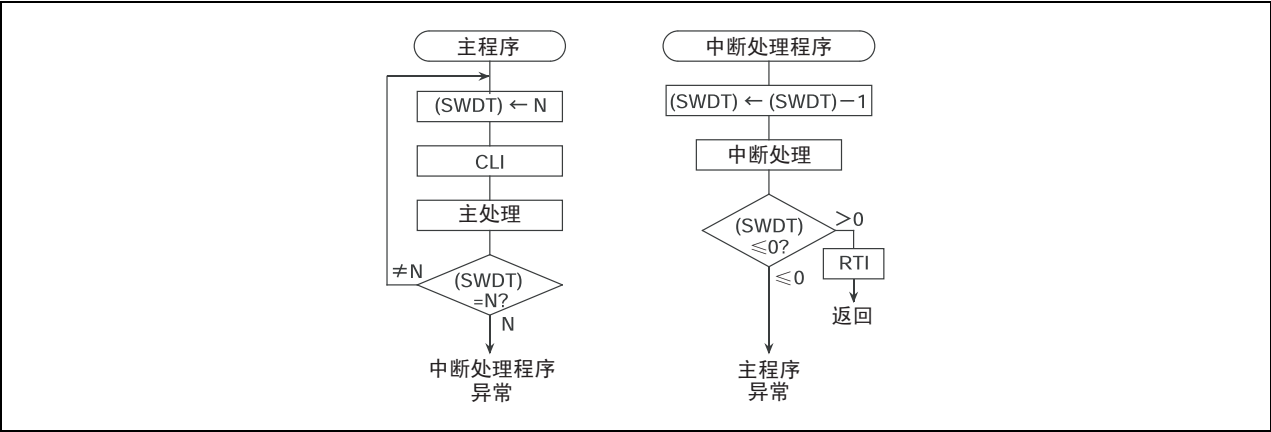 主程序
(SWDT) ← N
CLI
主处理
≠N
(SWDT)
=N?
N
中断处理程序
异常
中断处理程序
(SWDT) ← (SWDT)－1
中断处理
(SWDT)
≤0?
＞0
RTI
返回
≤0
主程序
异常